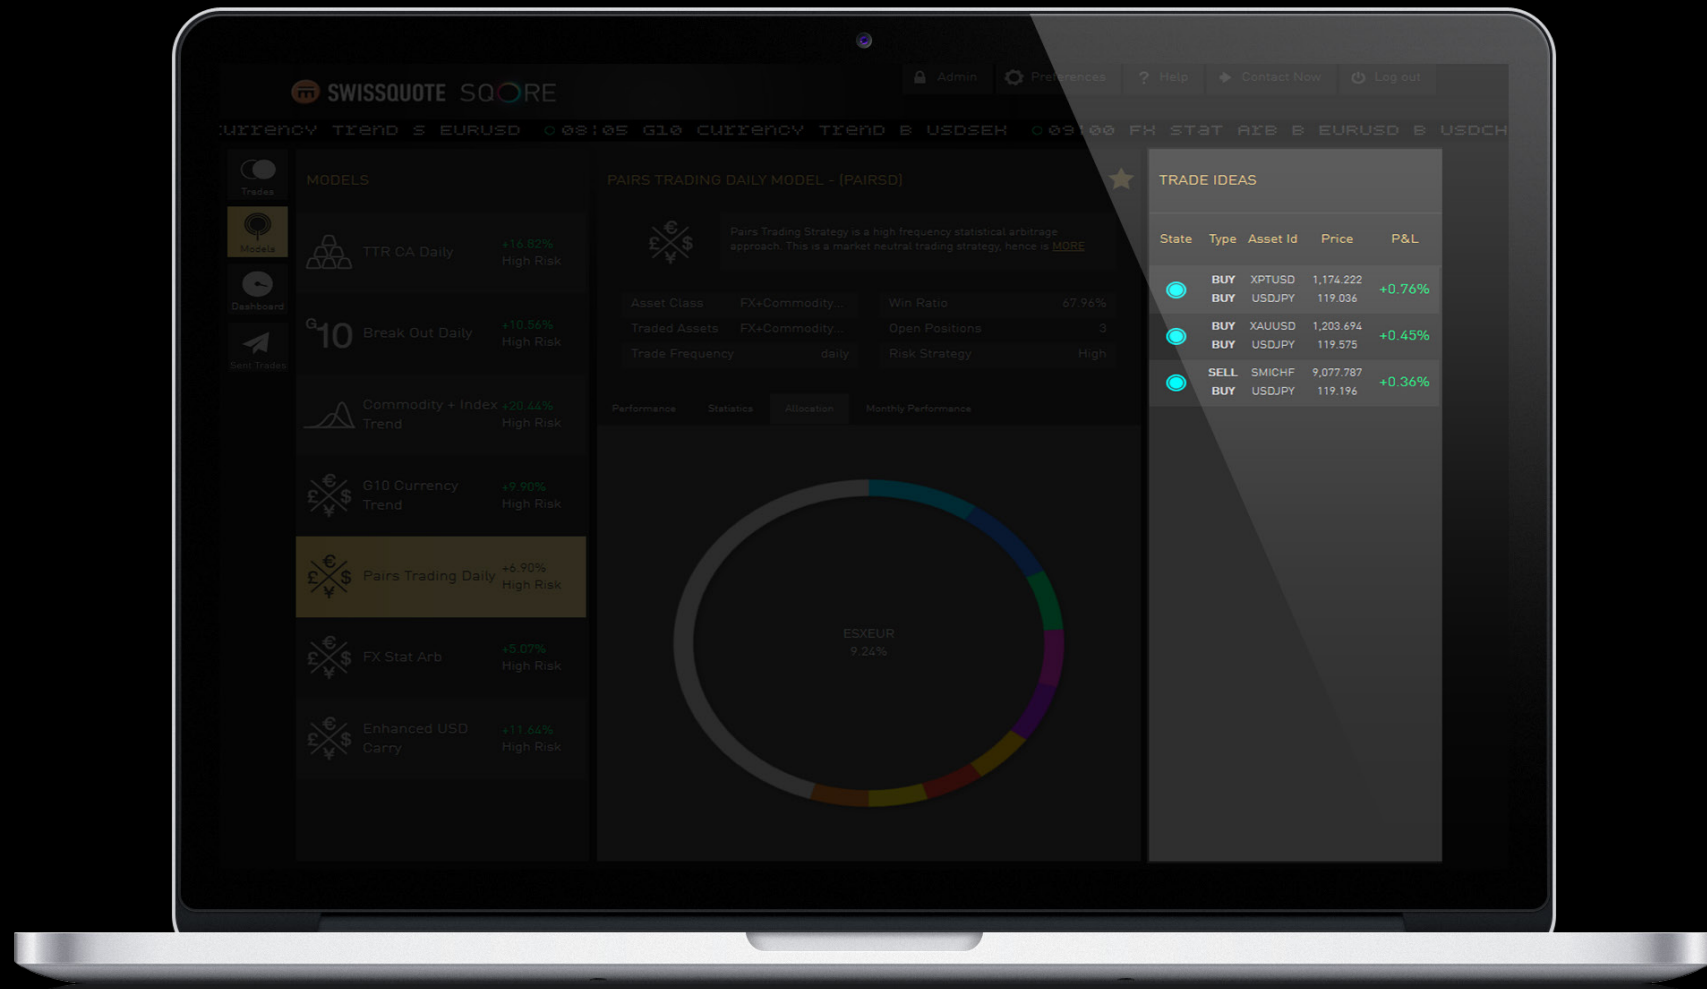 SWISSQUOTE SQORE
Admin
Preferences
? Help
Contact Now
Log out
Currency Trend S EURUSD 08:05 G10 Currency Trend B USDSEK 09:00 FX Stat Arb B EURUSD B USDCH
Trades
Models
Dashboard
Sent Trades
MODELS
TTR CA Daily
+16.82%
High Risk
G10
Break Out Daily
+10.56%
High Risk
Commodity + Index
Trend
+20.44%
High Risk
G10 Currency
Trend
+9.90%
High Risk
Pairs Trading Daily
+6.90%
High Risk
FX Stat Arb
+5.07%
High Risk
Enhanced USD
Carry
+11.64%
High Risk
PAIRS TRADING DAILY MODEL - (PAIRSD)
Pairs Trading Strategy is a high frequency statistical arbitrage
approach. This is a market neutral trading strategy, hence is MORE
Asset Class FX+Commodity...
Traded Assets FX+Commodity...
Trade Frequency daily
Win Ratio 67.96%
Open Positions 3
Risk Strategy High
Performance Statistics Allocation Monthly Performance
ESXEUR
9.24%
TRADE IDEAS
State Type Asset Id Price P&L
BUY XPTUSD 1,174.222
BUY USDJPY 119.036
+0.76%
BUY XAUUSD 1,203.694
BUY USDJPY 119.575
+0.45%
SELL SMICHF 9,077.787
BUY USDJPY 119.196
+0.36%